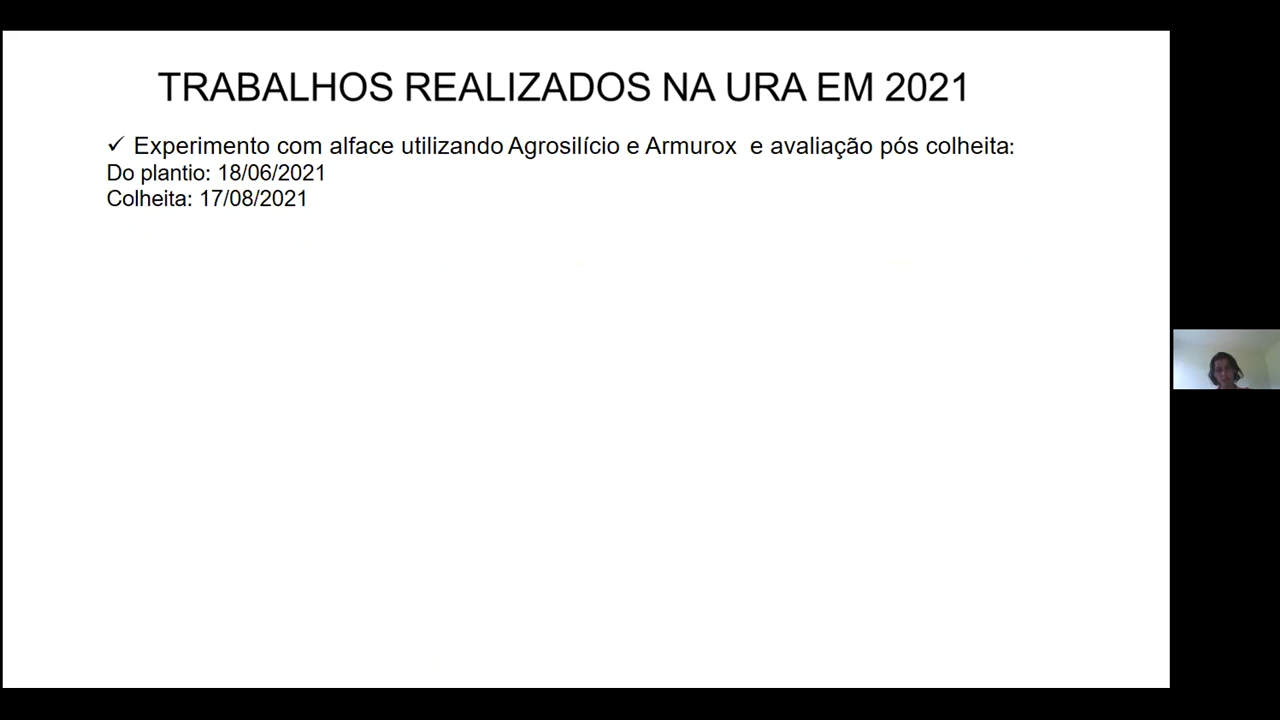 TRABALHOS REALIZADOS NA URA EM 2021
✓ Experimento com alface utilizando Agrosilício e Armurox e avaliação pós colheita:
Do plantio: 18/06/2021
Colheita: 17/08/2021